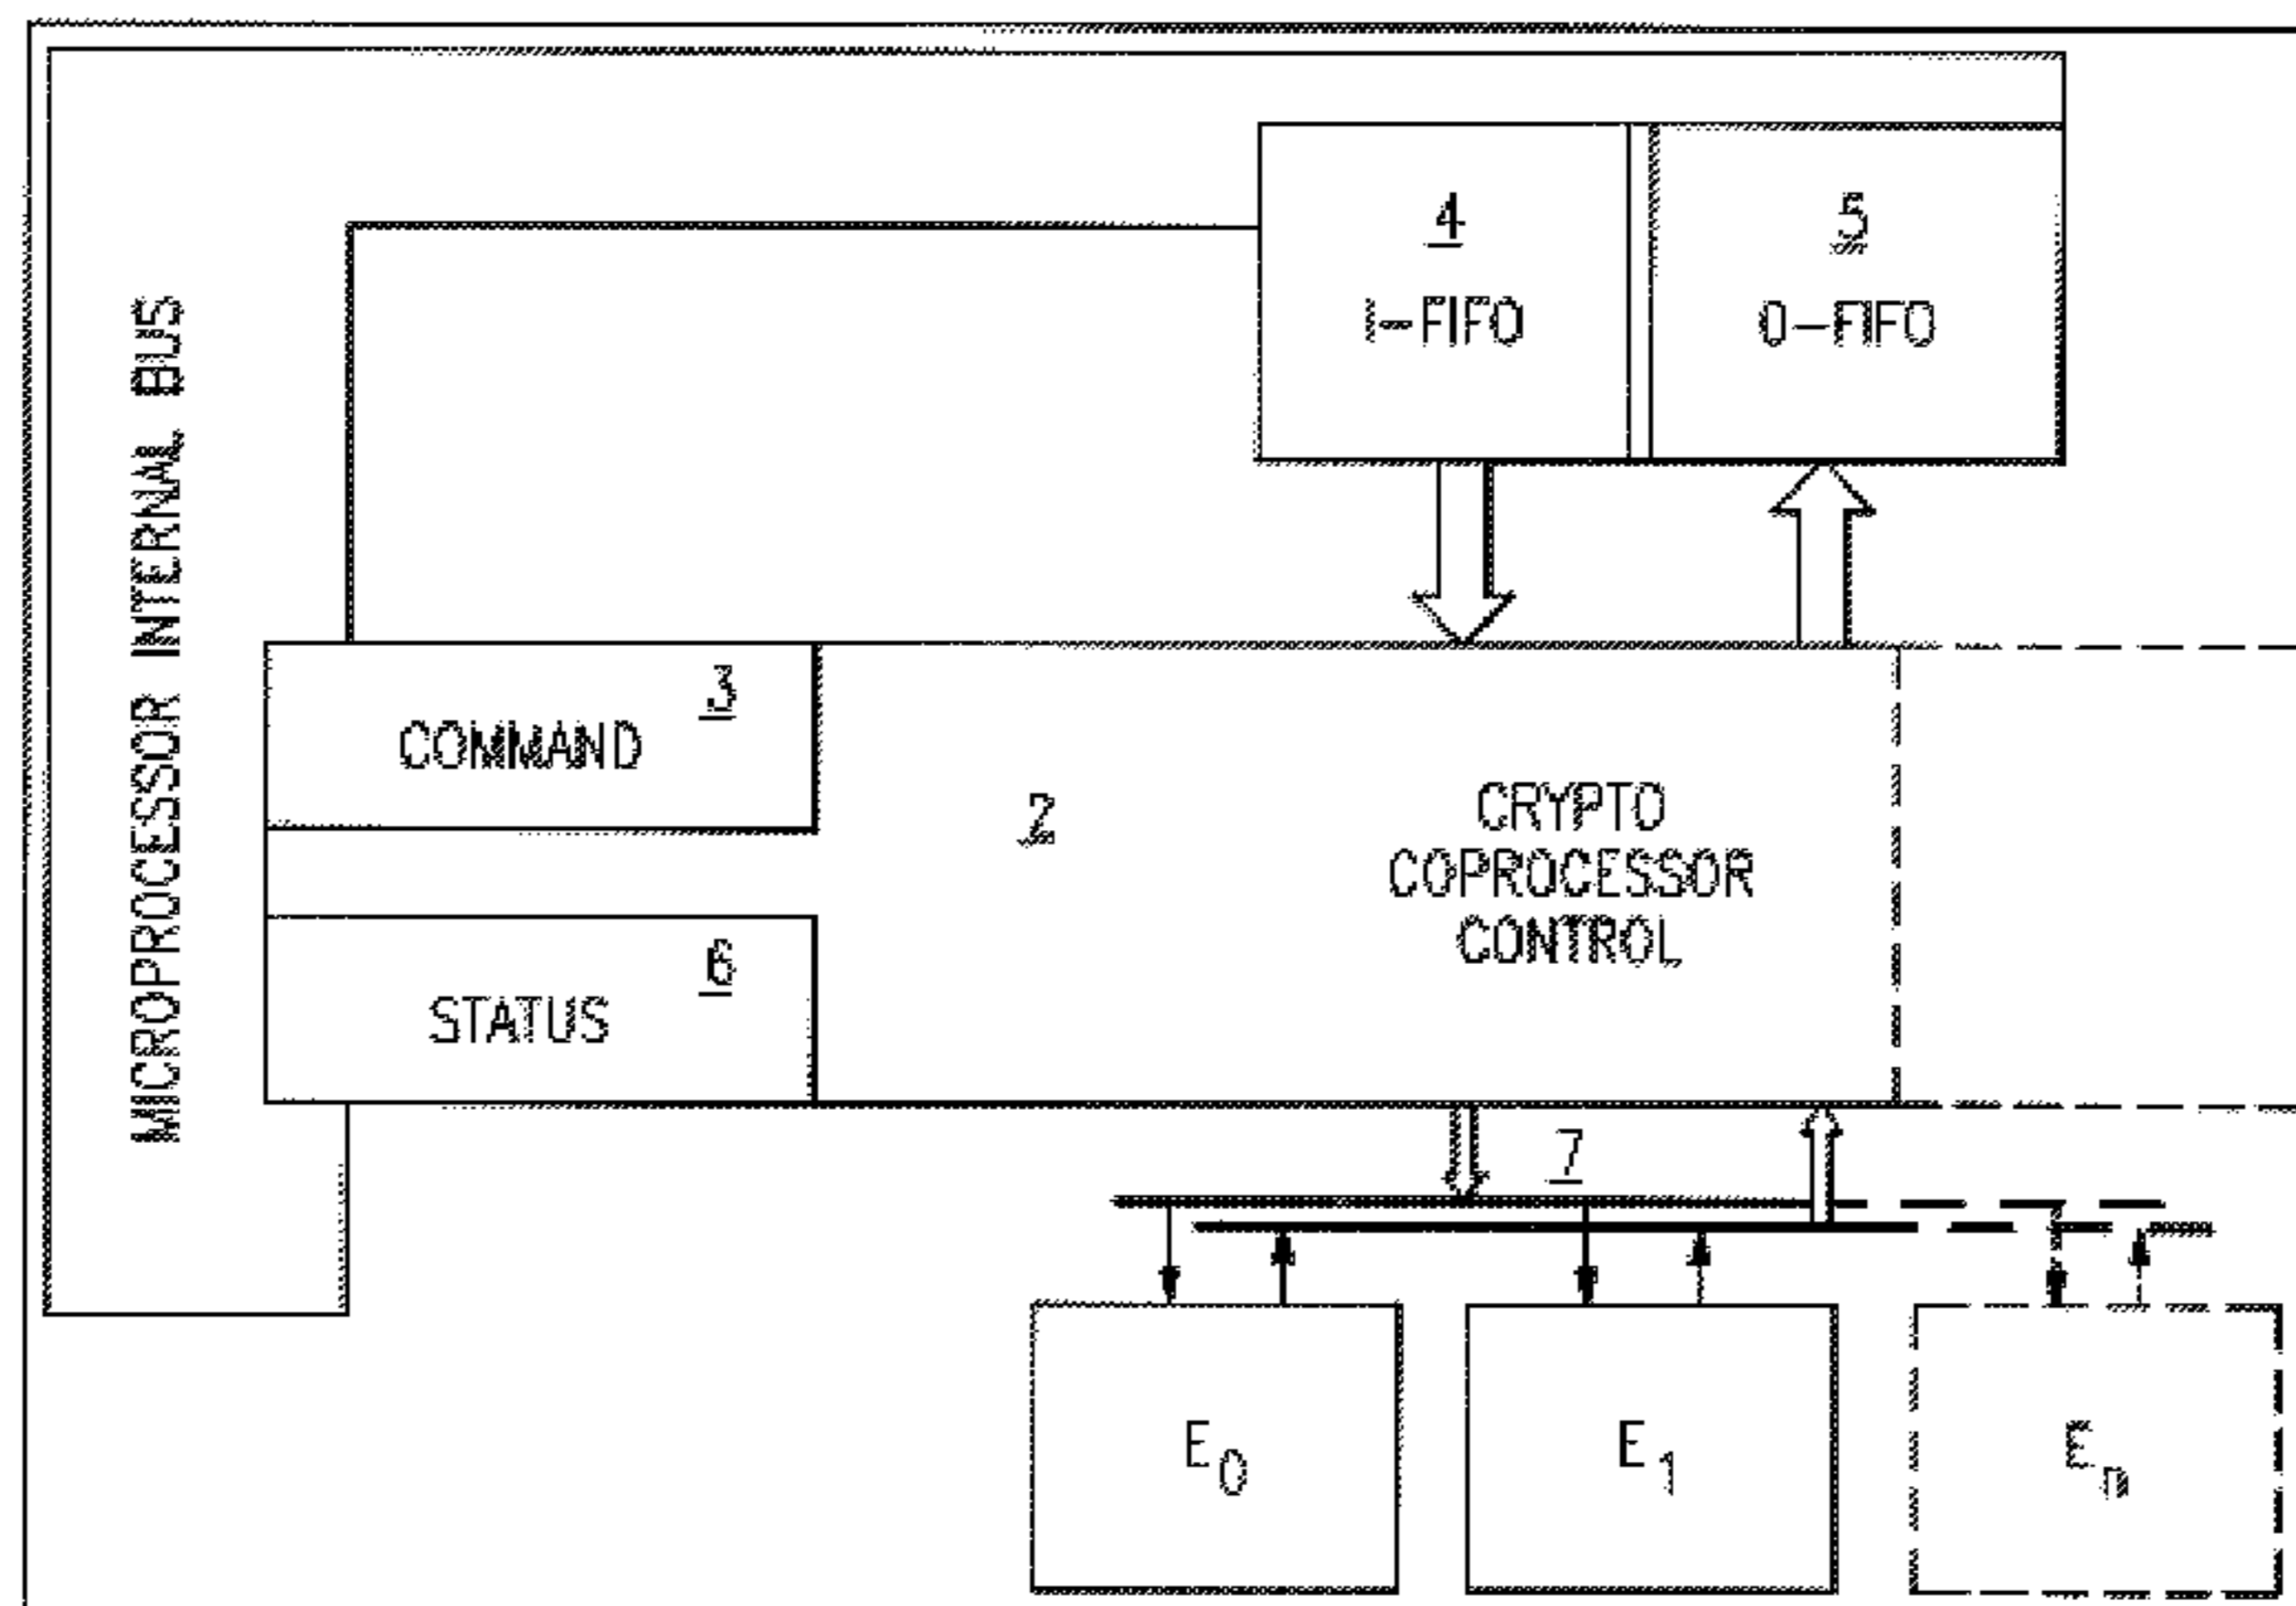 MICROPROCESSOR INTERNAL BUS
4
I-FIFO
5
O-FIFO
3
COMMAND
2
CRYPTO
COPROCESSOR
CONTROL
6
STATUS
7
E0
E1
En